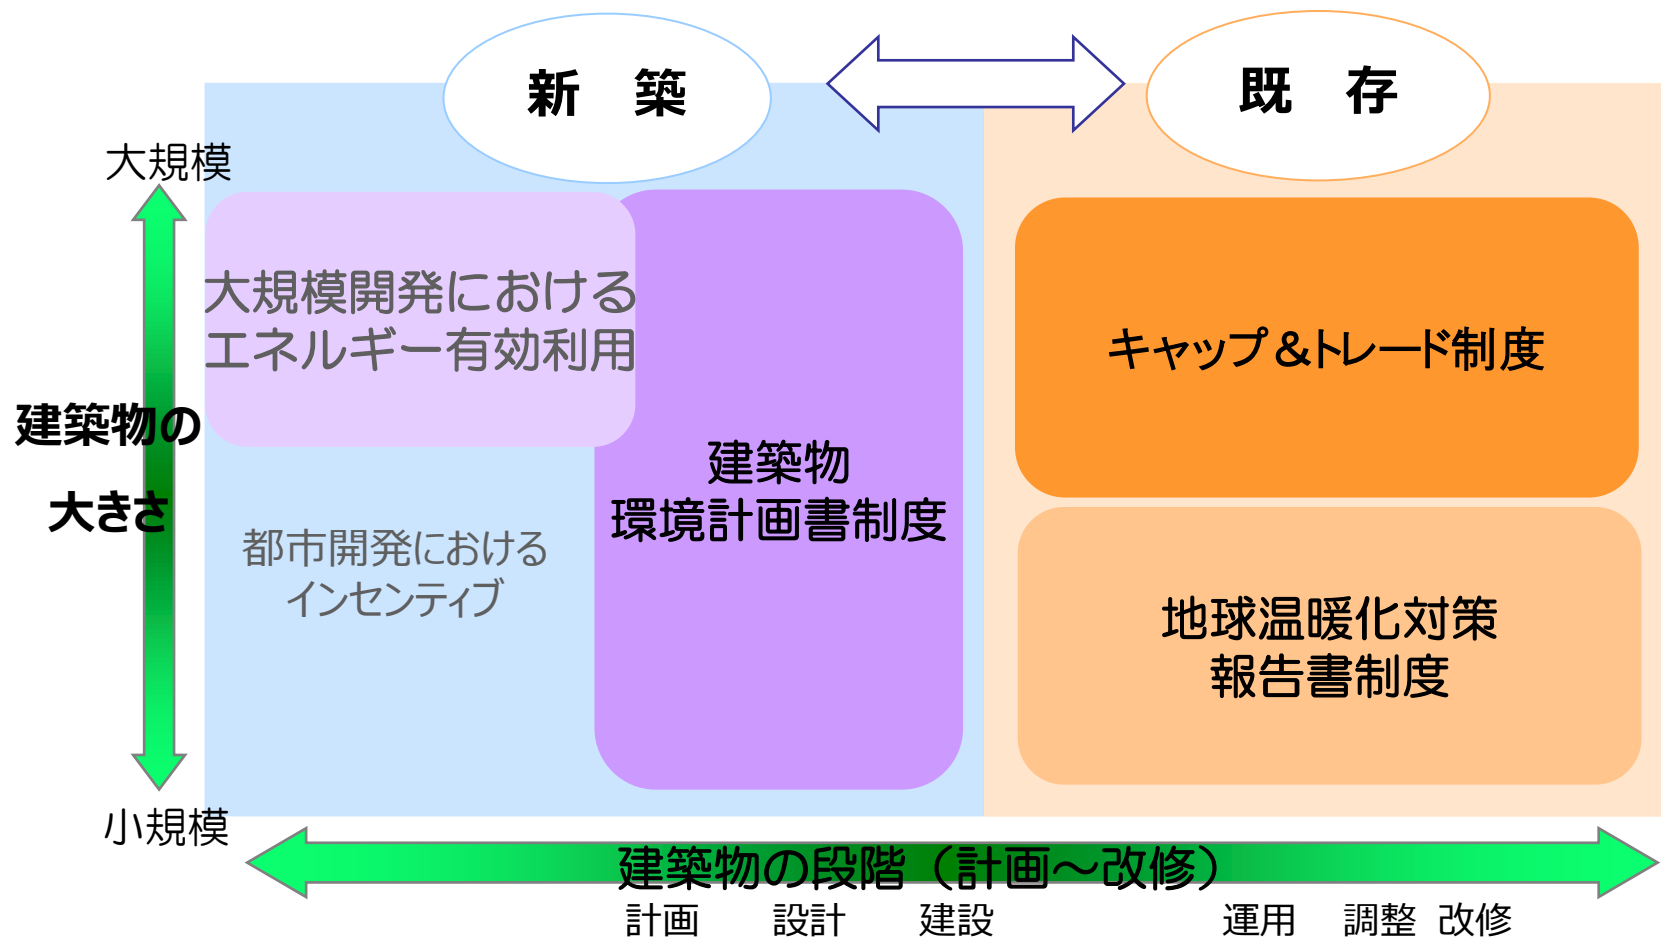 新　築
既　存
大規模
大規模開発における
エネルギー有効利用
キャップ＆トレード制度
建築物の
大きさ
建築物
環境計画書制度
都市開発における
インセンティブ
地球温暖化対策
報告書制度
小規模
建築物の段階（計画～改修）
計画　設計　建設　運用　調整　改修